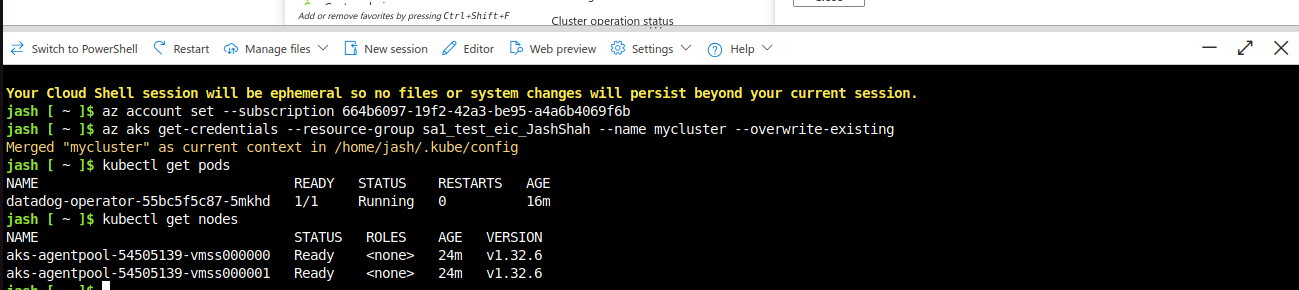 Add or remove favorites by pressing Ctrl+Shift+F
Cluster operation status
Switch to PowerShell Restart Manage files New session Editor Web preview Settings Help
Your Cloud Shell session will be ephemeral so no files or system changes will persist beyond your current session.
jash [ ~ ]$ az account set --subscription 664b6097-19f2-42a3-be95-a4a6b4069f6b
jash [ ~ ]$ az aks get-credentials --resource-group sa1_test_eic_JashShah --name mycluster --overwrite-existing
Merged "mycluster" as current context in /home/jash/.kube/config
jash [ ~ ]$ kubectl get pods
NAME READY STATUS RESTARTS AGE
datadog-operator-55bc5f5c87-5mkhd 1/1 Running 0 16m
jash [ ~ ]$ kubectl get nodes
NAME STATUS ROLES AGE VERSION
aks-agentpool-54505139-vmss000000 Ready <none> 24m v1.32.6
aks-agentpool-54505139-vmss000001 Ready <none> 24m v1.32.6
jash [ ~ ]$